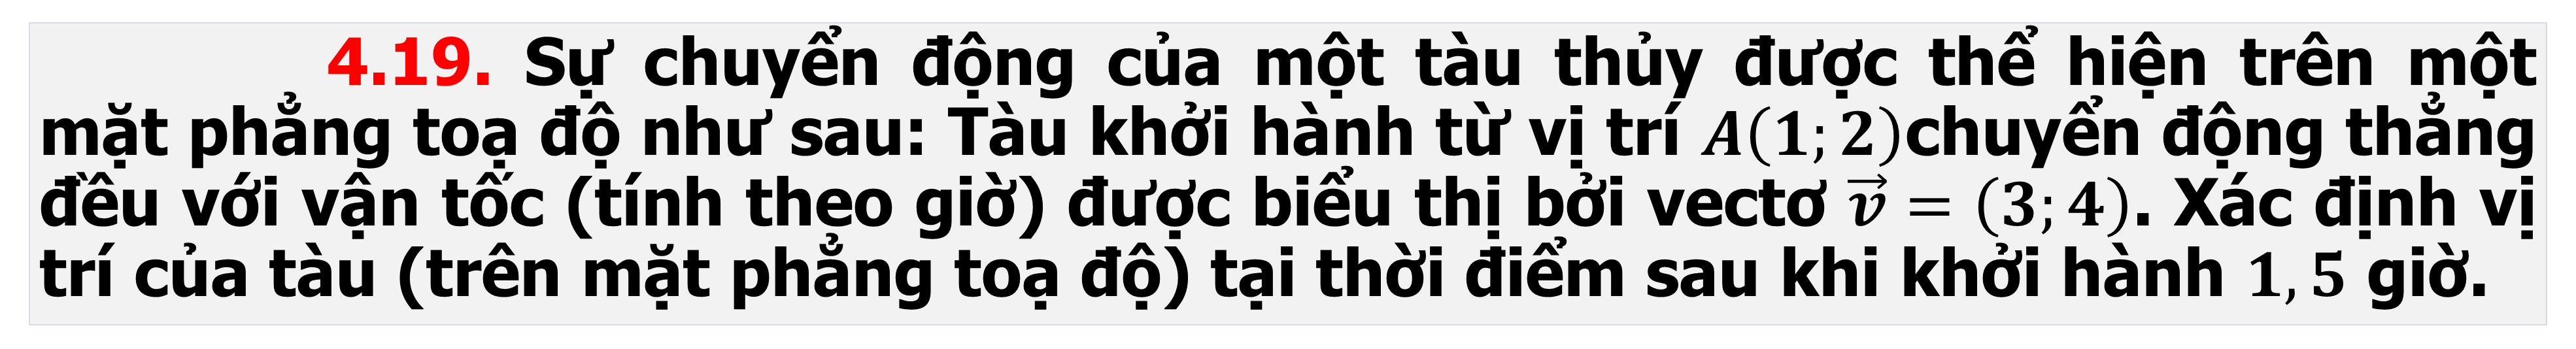 4.19. Sự chuyển động của một tàu thủy được thể hiện trên một
mặt phẳng toạ độ như sau: Tàu khởi hành từ vị trí A(1; 2)chuyển động thẳng
đều với vận tốc (tính theo giờ) được biểu thị bởi vectơ \vec{v} = (3; 4). Xác định vị
trí của tàu (trên mặt phẳng toạ độ) tại thời điểm sau khi khởi hành 1, 5 giờ.